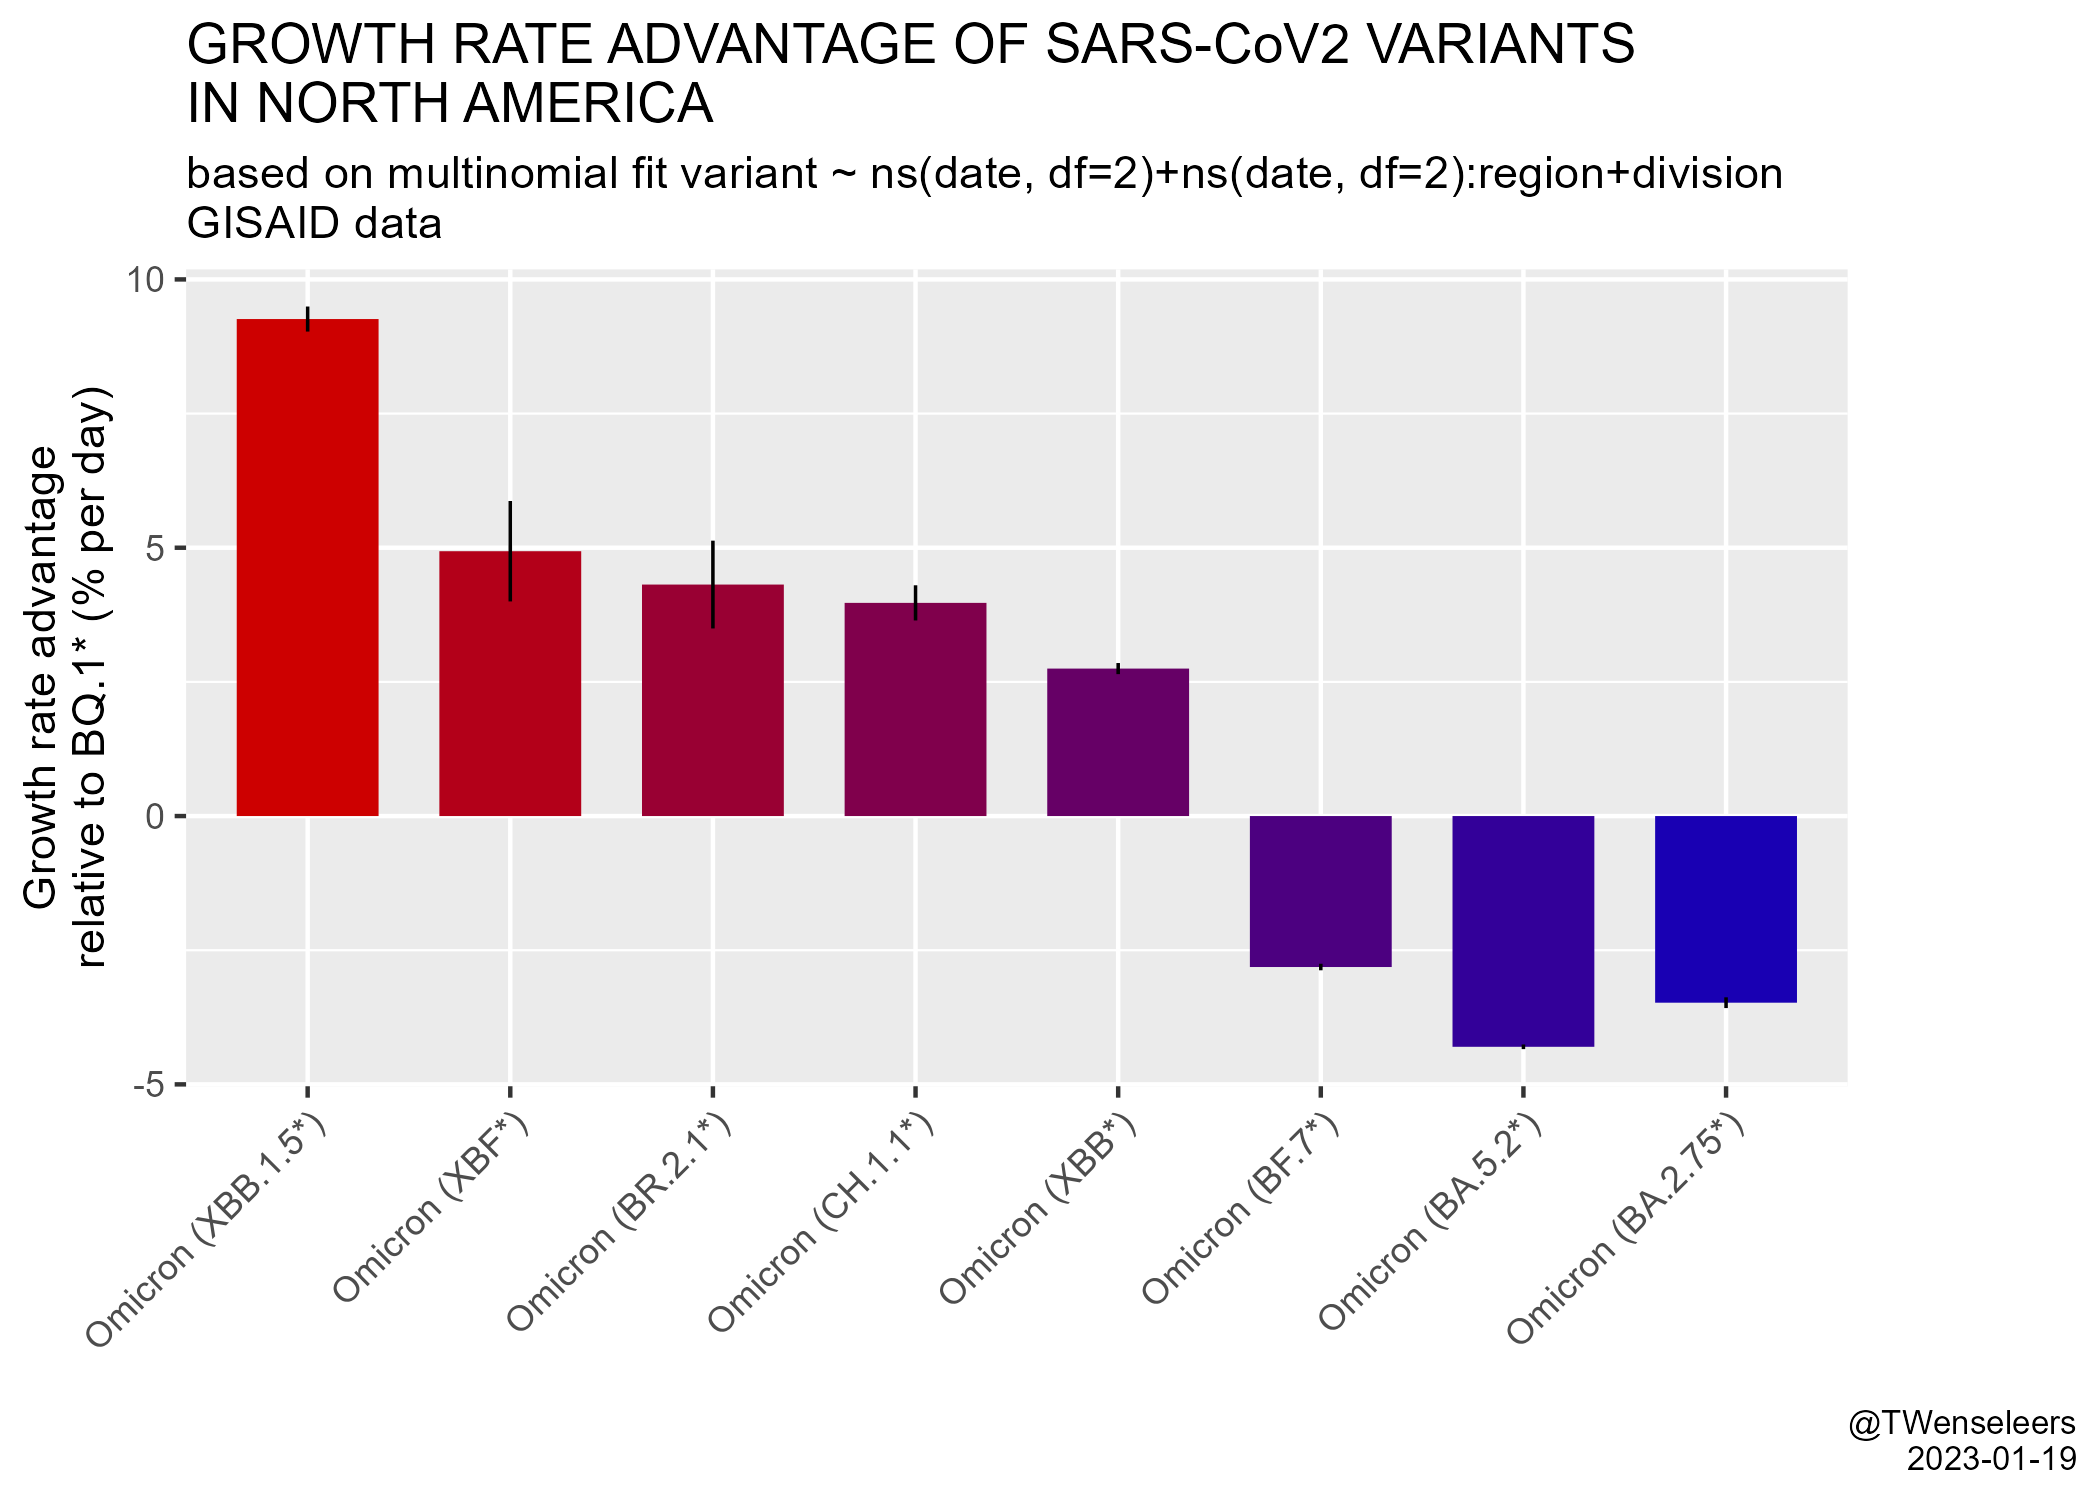 GROWTH RATE ADVANTAGE OF SARS-CoV2 VARIANTS
IN NORTH AMERICA
based on multinomial fit variant ~ ns(date, df=2)+ns(date, df=2):region+division
GISAID data
Growth rate advantage
relative to BQ.1* (% per day)
10
5
0
-5
Omicron (XBB.1.5*)
Omicron (XBF*)
Omicron (BR.2.1*)
Omicron (CH.1.1*)
Omicron (XBB*)
Omicron (BF.7*)
Omicron (BA.5.2*)
Omicron (BA.2.75*)
@TWenseleers
2023-01-19